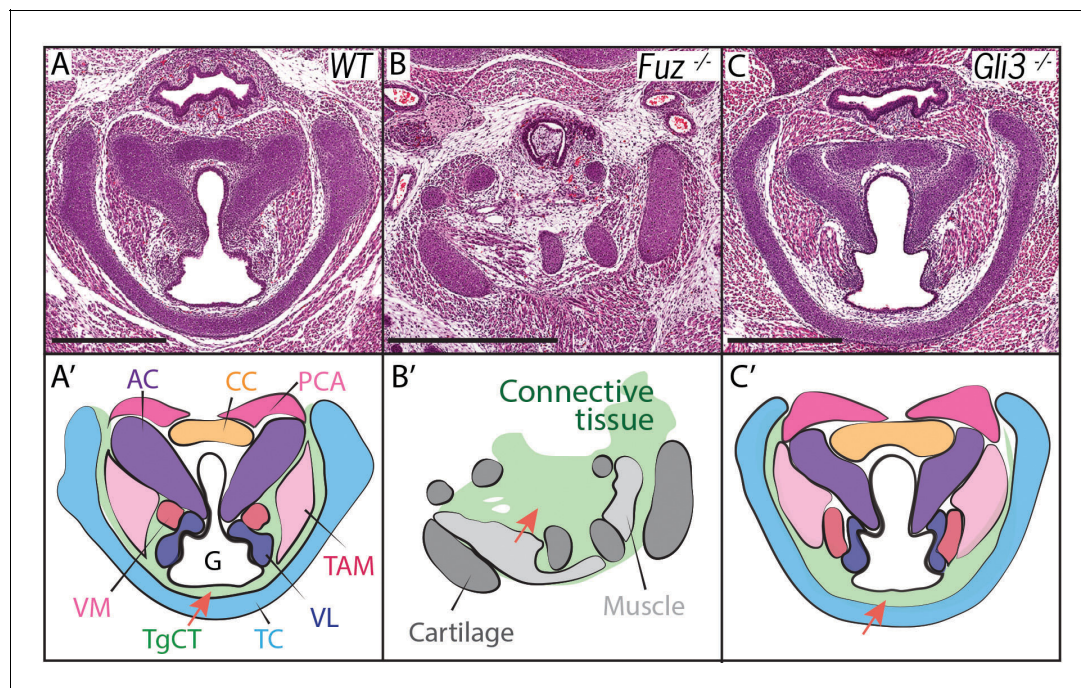 A
WT
B
Fuz -/-
C
Gli3 -/-
A'
AC
CC
PCA
G
VM
TgCT
TC
VL
TAM
B'
Connective
tissue
Muscle
Cartilage
C'